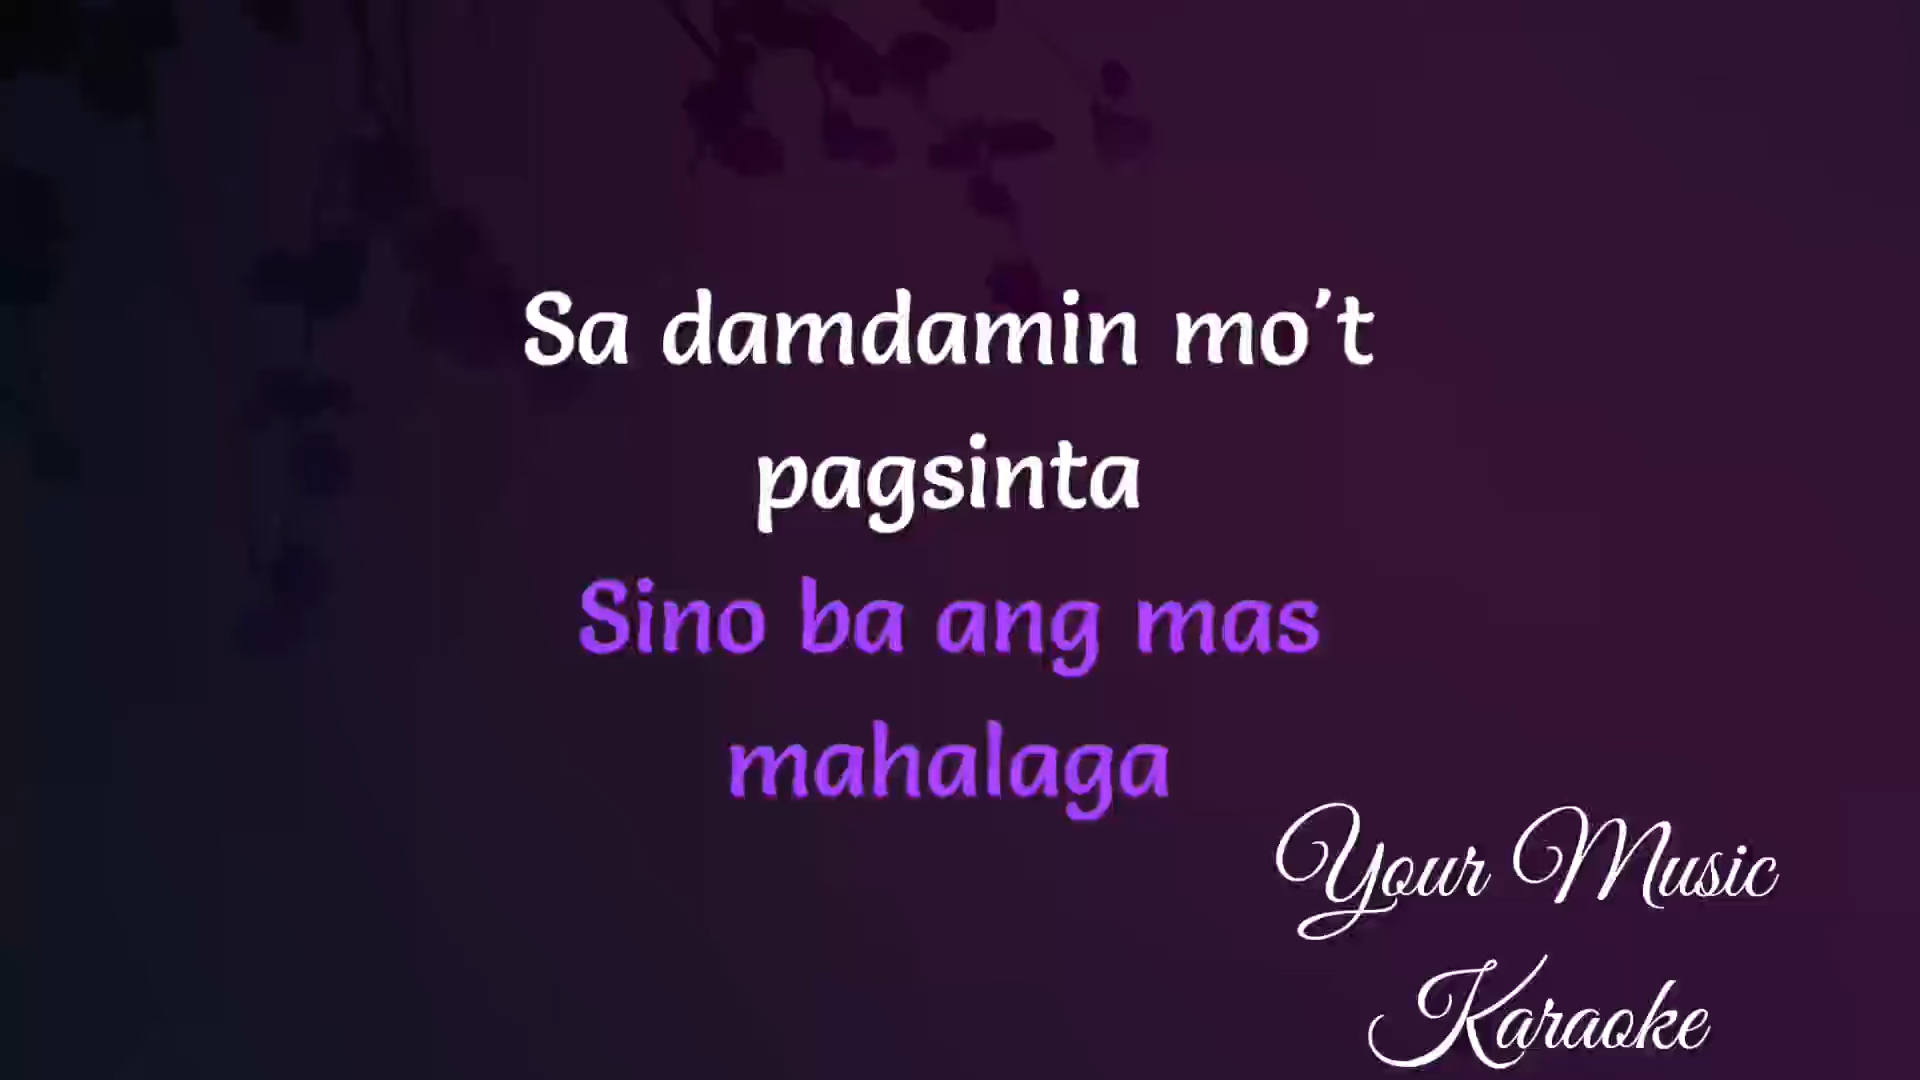 Sa damdamin mo't
pagsinta
Sino ba ang mas
mahalaga
Your Music
Karaoke